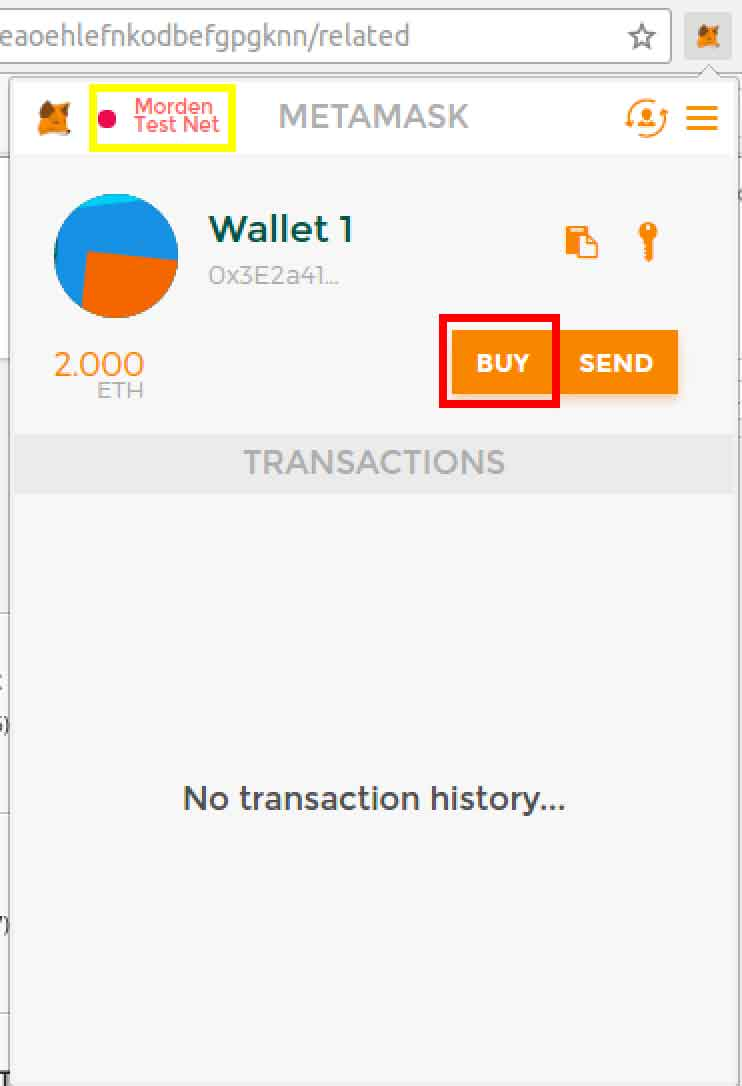 eaoehlefnkodbefgpgknn/related
Morden
Test Net
METAMASK
Wallet 1
0x3E2a41...
2.000
ETH
BUY
SEND
TRANSACTIONS
No transaction history...